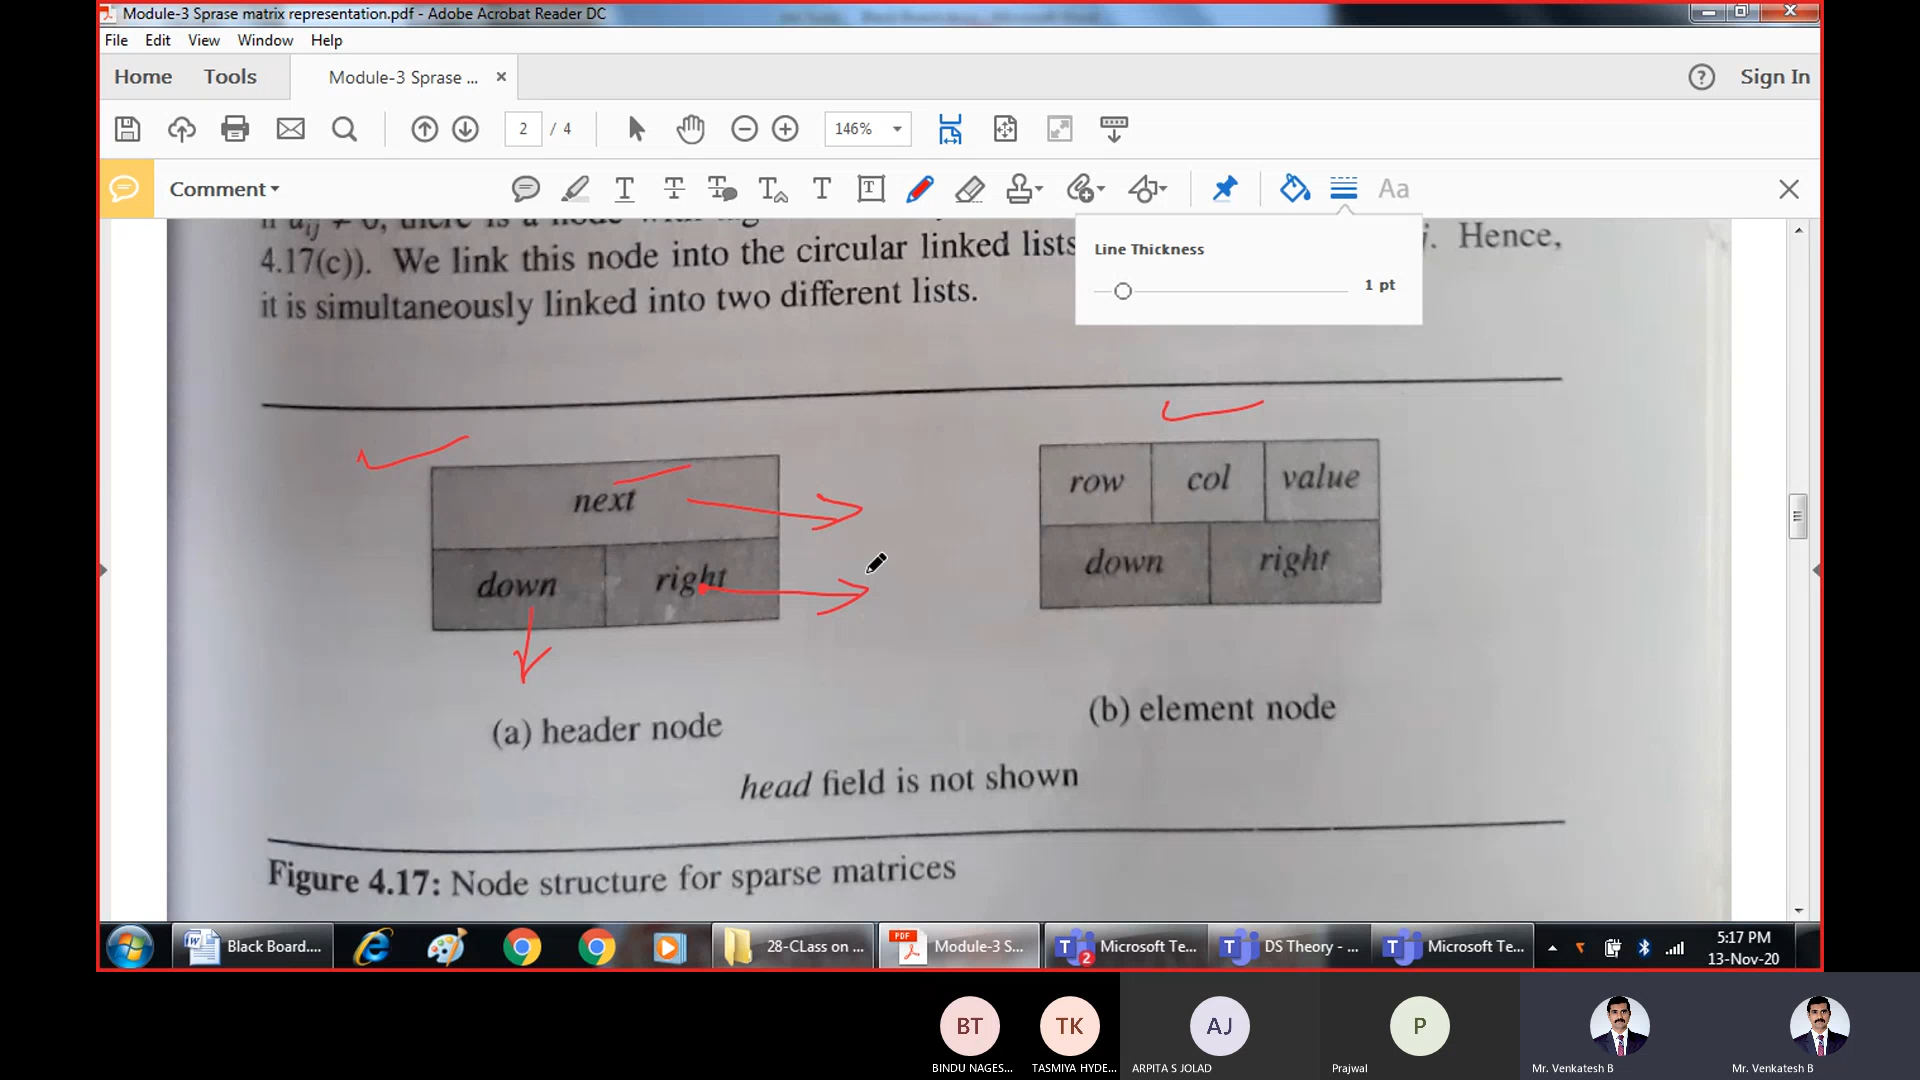 Module-3 Sprase matrix representation.pdf - Adobe Acrobat Reader DC
File Edit View Window Help
Home Tools Module-3 Sprase ... × ? Sign In
2 / 4 146%
Comment Aa
4.17(c)). We link this node into the circular linked lists j. Hence,
it is simultaneously linked into two different lists.
Line Thickness
1 pt
next
down right
(a) header node
row col value
down right
(b) element node
head field is not shown
Figure 4.17: Node structure for sparse matrices
Black Board.... 28-CLass on ... Module-3 S... Microsoft Te... DS Theory - ... Microsoft Te...
5:17 PM
13-Nov-20
BT TK AJ P
BINDU NAGES... TASMIYA HYDE... ARPITA S JOLAD Prajwal Mr. Venkatesh B Mr. Venkatesh B